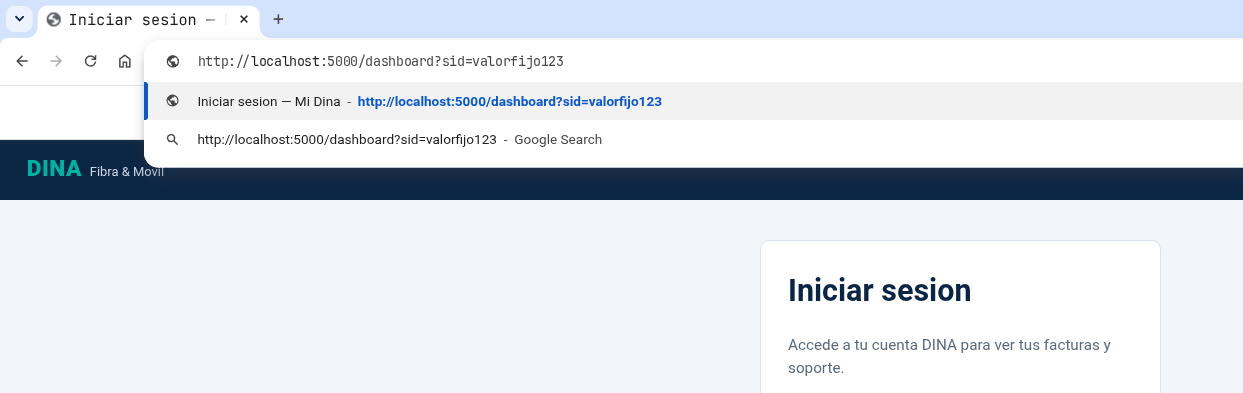 Iniciar sesion —
http://localhost:5000/dashboard?sid=valorfijo123
Iniciar sesion — Mi Dina - http://localhost:5000/dashboard?sid=valorfijo123
http://localhost:5000/dashboard?sid=valorfijo123 - Google Search
DINA Fibra & Movil
Iniciar sesion
Accede a tu cuenta DINA para ver tus facturas y
soporte.